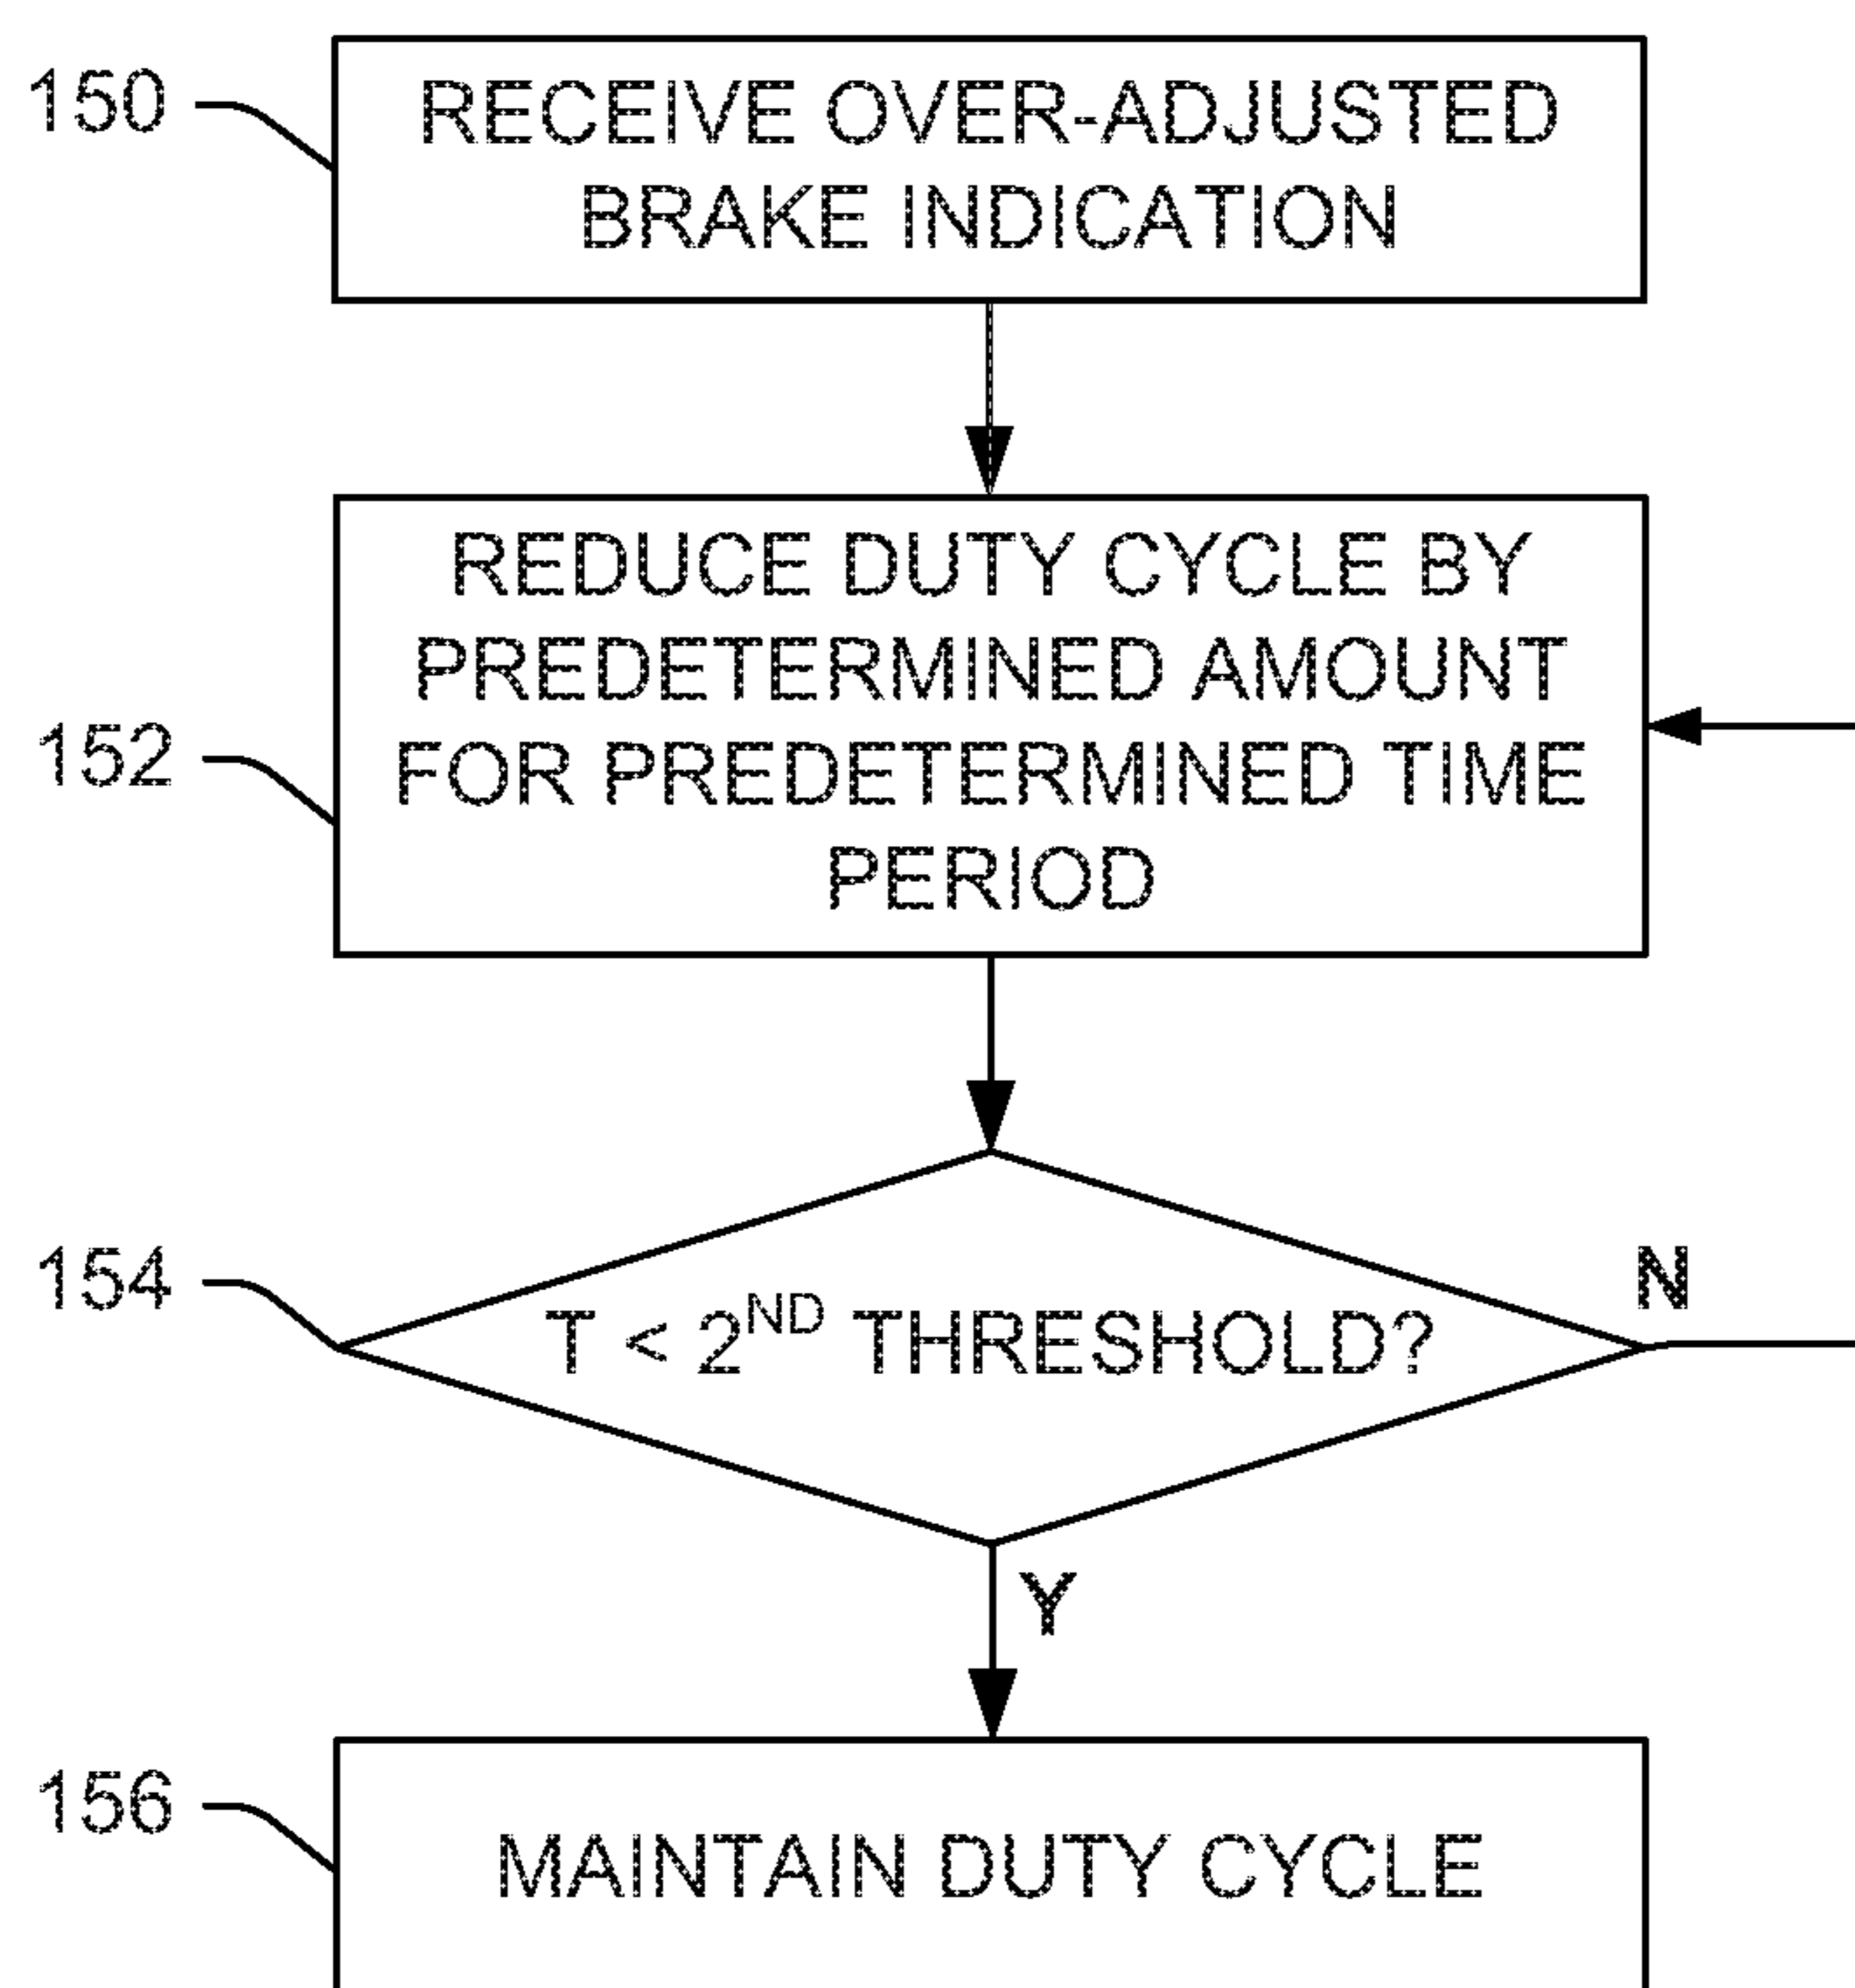 150
RECEIVE OVER-ADJUSTED
BRAKE INDICATION
REDUCE DUTY CYCLE BY
PREDETERMINED AMOUNT
152
FOR PREDETERMINED TIME
PERIOD
154
T < 2ND THRESHOLD?
N
Y
156
MAINTAIN DUTY CYCLE